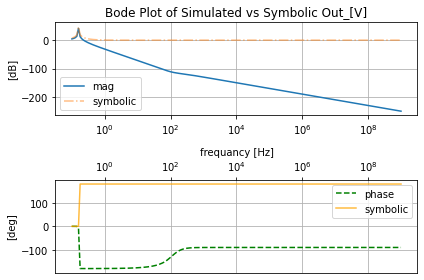 Bode Plot of Simulated vs Symbolic Out_[V]
[dB]
0
−100
−200
mag
symbolic
10^0 10^2 10^4 10^6 10^8
frequancy [Hz]
10^0 10^2 10^4 10^6 10^8
[deg]
100
0
−100
phase
symbolic